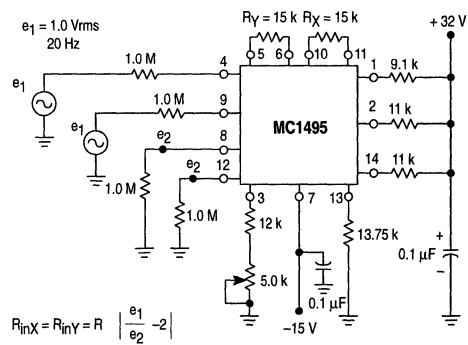 e1 = 1.0 Vrms
20 Hz
RY = 15 k
RX = 15 k
+ 32 V
1.0 M
4
5
6
10
11
1
9.1 k
e1
1.0 M
9
MC1495
2
11 k
e1
e2
8
e2
12
14
11 k
1.0 M
1.0 M
3
7
13
12 k
13.75 k
+
0.1 μF
–
5.0 k
0.1 μF
–15 V
RinX = RinY = R | e1/e2 –2 |